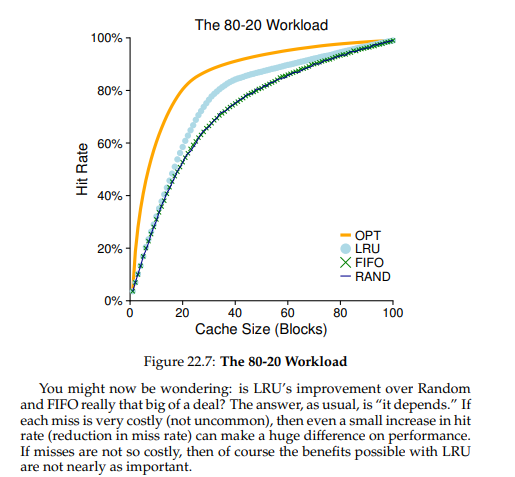 The 80-20 Workload
100%
80%
60%
40%
20%
0%
Hit Rate
0
20
40
60
80
100
Cache Size (Blocks)
OPT
LRU
FIFO
RAND
Figure 22.7: The 80-20 Workload
You might now be wondering: is LRU's improvement over Random
and FIFO really that big of a deal? The answer, as usual, is “it depends.” If
each miss is very costly (not uncommon), then even a small increase in hit
rate (reduction in miss rate) can make a huge difference on performance.
If misses are not so costly, then of course the benefits possible with LRU
are not nearly as important.